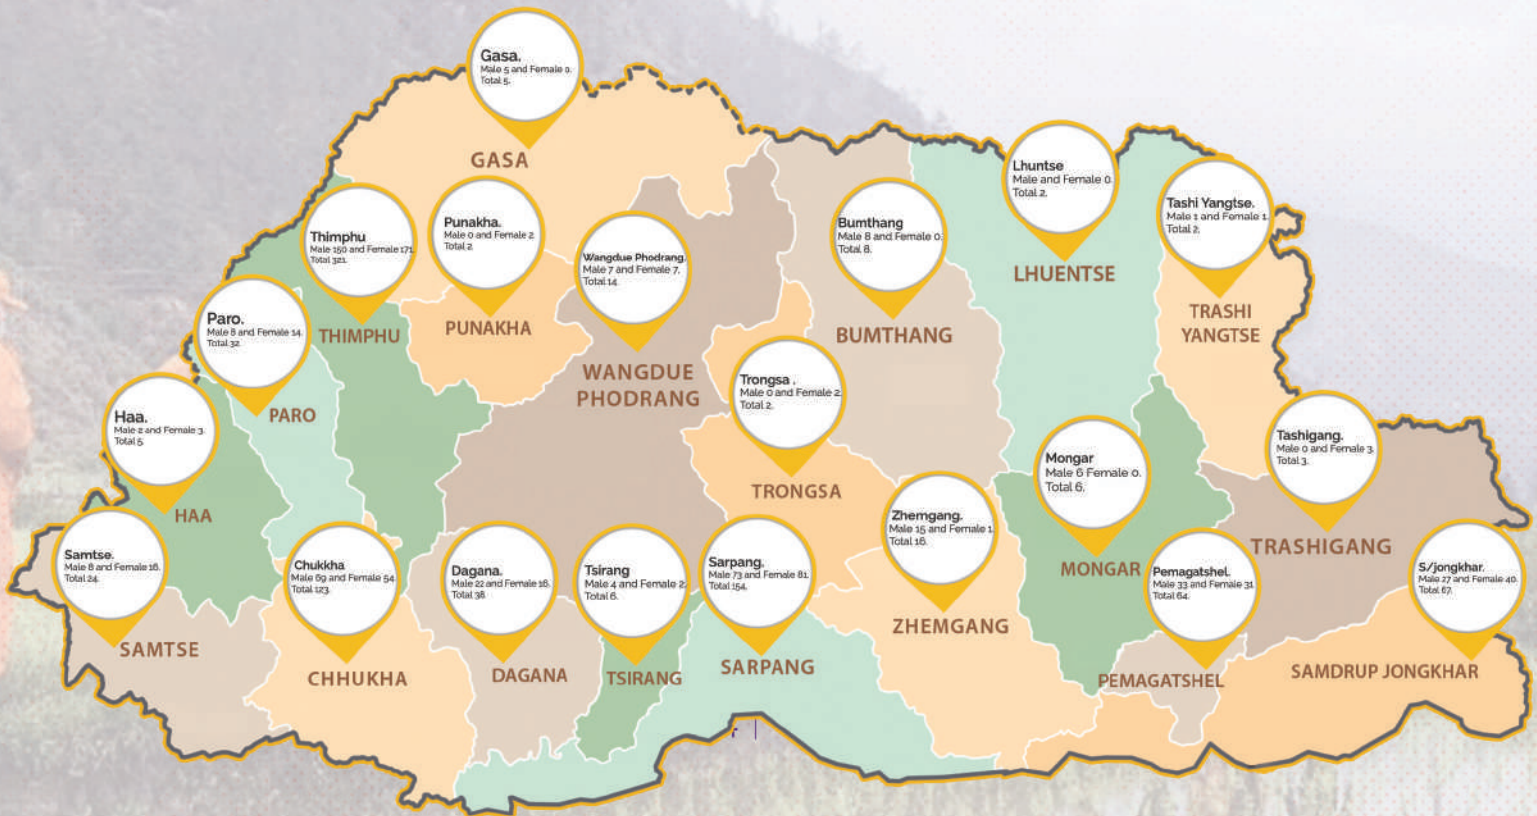 Gasa.
Male 5 and Female 0.
Total 5.
GASA
Thimphu
Male 150 and Female 171.
Total 321.
THIMPHU
Punakha.
Male 0 and Female 2.
Total 2.
PUNAKHA
Wangdue Phodrang.
Male 7 and Female 7.
Total 14.
WANGDUE
PHODRANG
Bumthang
Male 8 and Female 0.
Total 8.
BUMTHANG
Lhuntse
Male and Female 0.
Total 2.
LHUENTSE
Tashi Yangtse.
Male 1 and Female 1.
Total 2.
TRASHI
YANGTSE
Paro.
Male 8 and Female 14.
Total 32.
PARO
Haa.
Male 2 and Female 3.
Total 5.
HAA
Trongsa .
Male 0 and Female 2.
Total 2.
TRONGSA
Mongar
Male 6 Female 0.
Total 6.
MONGAR
Tashigang.
Male 0 and Female 3.
Total 3.
TRASHIGANG
Samtse.
Male 8 and Female 16.
Total 24.
SAMTSE
Chukkha
Male 69 and Female 54.
Total 123.
CHHUKHA
Dagana.
Male 22 and Female 16.
Total 38.
DAGANA
Tsirang
Male 4 and Female 2.
Total 6.
TSIRANG
Sarpang.
Male 73 and Female 81.
Total 154.
SARPANG
Zhemgang.
Male 15 and Female 1.
Total 16.
ZHEMGANG
Pemagatshel.
Male 33 and Female 31.
Total 64.
PEMAGATSHEL
S/jongkhar.
Male 27 and Female 40.
Total 67.
SAMDRUP JONGKHAR